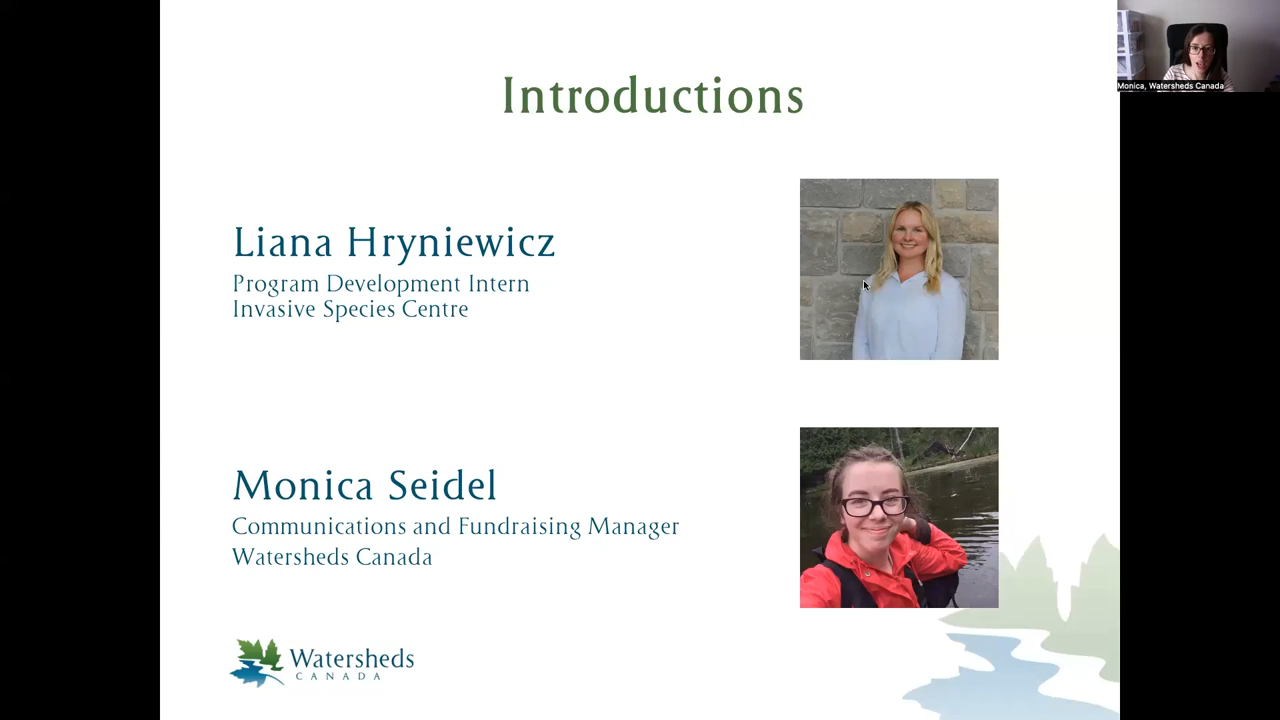 Introductions
Monica, Watersheds Canada
Liana Hryniewicz
Program Development Intern
Invasive Species Centre
Monica Seidel
Communications and Fundraising Manager
Watersheds Canada
Watersheds
CANADA